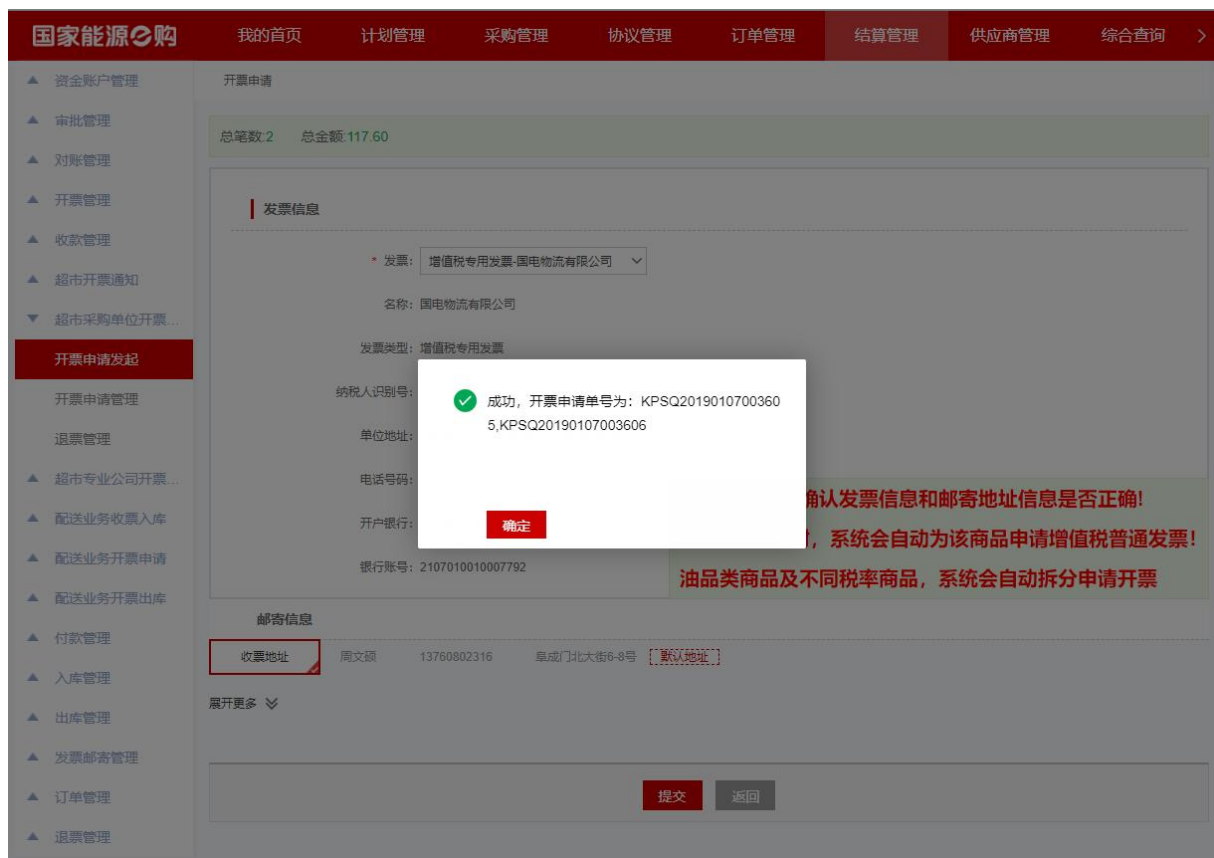 国家能源e购
我的首页 计划管理 采购管理 协议管理 订单管理 结算管理 供应商管理 综合查询
资金账户管理
审批管理
对账管理
开票管理
收款管理
超市开票通知
超市采购单位开票...
开票申请发起
开票申请管理
退票管理
超市专业公司开票...
配送业务收票入库
配送业务开票申请
配送业务开票出库
付款管理
入库管理
出库管理
发票邮寄管理
订单管理
退票管理
开票申请
总笔数:2 总金额:117.60
发票信息
* 发票: 增值税专用发票-国电物流有限公司
名称: 国电物流有限公司
发票类型: 增值税专用发票
纳税人识别号:
单位地址:
电话号码:
开户银行:
银行账号: 2107010010007792
成功，开票申请单号为：KPSQ2019010700360
5,KPSQ20190107003606
确定
确认发票信息和邮寄地址信息是否正确!
，系统会自动为该商品申请增值税普通发票!
油品类商品及不同税率商品，系统会自动拆分申请开票
邮寄信息
收票地址 周文硕 13760802316 阜成门北大街6-8号 默认地址
展开更多
提交 返回